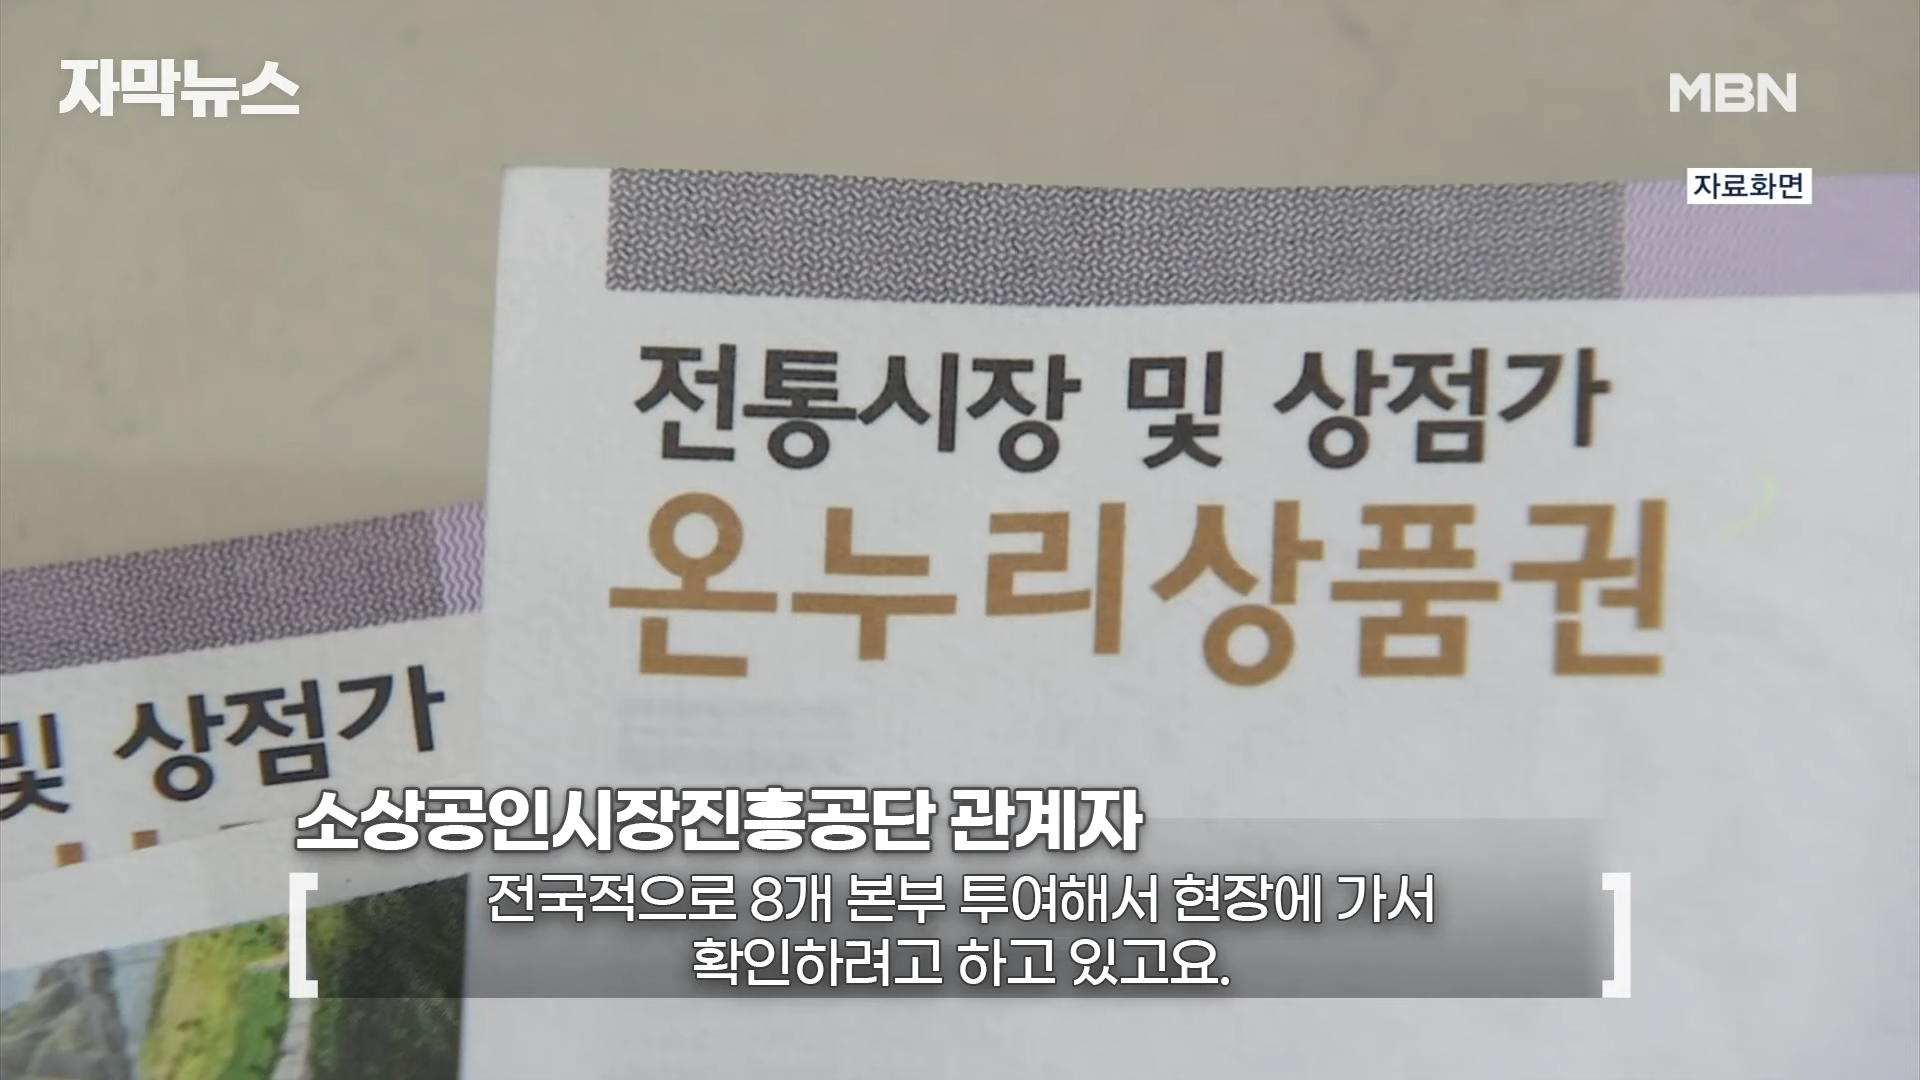 자막뉴스
MBN
자료화면
전통시장 및 상점가
온누리상품권
및 상점가
소상공인시장진흥공단 관계자
전국적으로 8개 본부 투여해서 현장에 가서
확인하려고 하고 있고요.